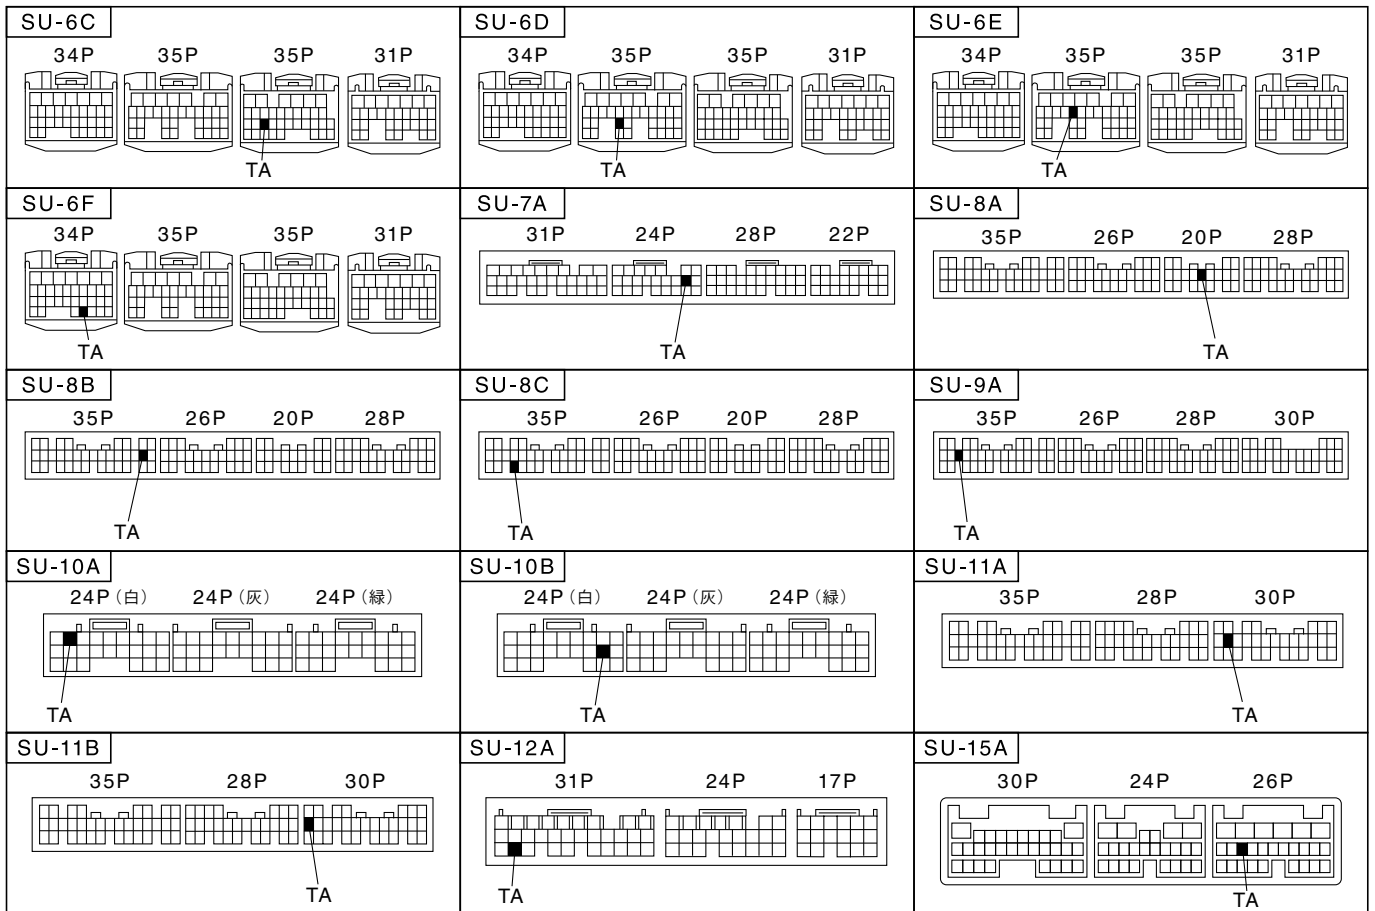 SU-6C
34P 35P 35P 31P
TA
SU-6D
34P 35P 35P 31P
TA
SU-6E
34P 35P 35P 31P
TA
SU-6F
34P 35P 35P 31P
TA
SU-7A
31P 24P 28P 22P
TA
SU-8A
35P 26P 20P 28P
TA
SU-8B
35P 26P 20P 28P
TA
SU-8C
35P 26P 20P 28P
TA
SU-9A
35P 26P 28P 30P
TA
SU-10A
24P（白） 24P（灰） 24P（緑）
TA
SU-10B
24P（白） 24P（灰） 24P（緑）
TA
SU-11A
35P 28P 30P
TA
SU-11B
35P 28P 30P
TA
SU-12A
31P 24P 17P
TA
SU-15A
30P 24P 26P
TA